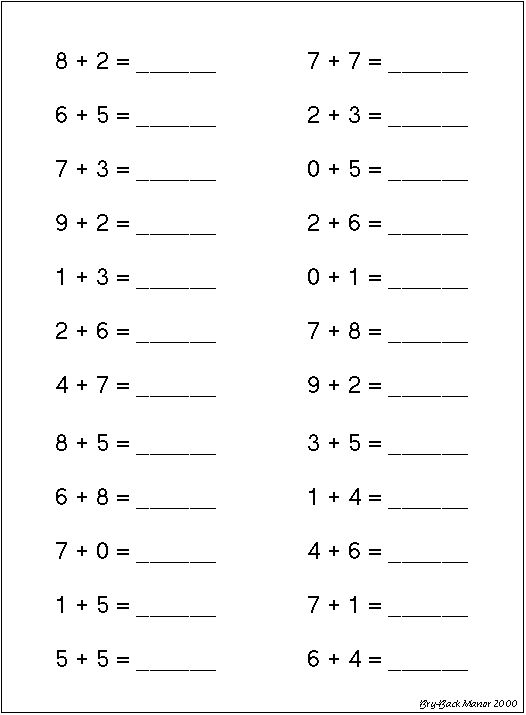 8 + 2 = ______ 7 + 7 = ______
6 + 5 = ______ 2 + 3 = ______
7 + 3 = ______ 0 + 5 = ______
9 + 2 = ______ 2 + 6 = ______
1 + 3 = ______ 0 + 1 = ______
2 + 6 = ______ 7 + 8 = ______
4 + 7 = ______ 9 + 2 = ______
8 + 5 = ______ 3 + 5 = ______
6 + 8 = ______ 1 + 4 = ______
7 + 0 = ______ 4 + 6 = ______
1 + 5 = ______ 7 + 1 = ______
5 + 5 = ______ 6 + 4 = ______
Bry-Back Manor 2000